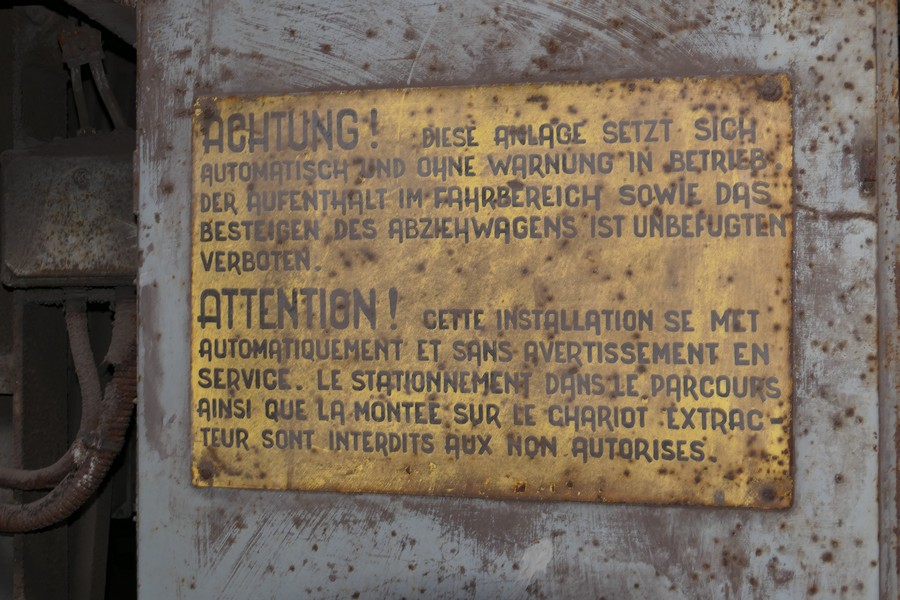 ACHTUNG! DIESE ANLAGE SETZT SICH
AUTOMATISCH UND OHNE WARNUNG IN BETRIEB.
DER AUFENTHALT IM FAHRBEREICH SOWIE DAS
BESTEIGEN DES ABZIEHWAGENS IST UNBEFUGTEN
VERBOTEN.
ATTENTION! CETTE INSTALLATION SE MET
AUTOMATIQUEMENT ET SANS AVERTISSEMENT EN
SERVICE. LE STATIONNEMENT DANS LE PARCOURS
AINSI QUE LA MONTEE SUR LE CHARIOT EXTRAC-
TEUR SONT INTERDITS AUX NON AUTORISES.